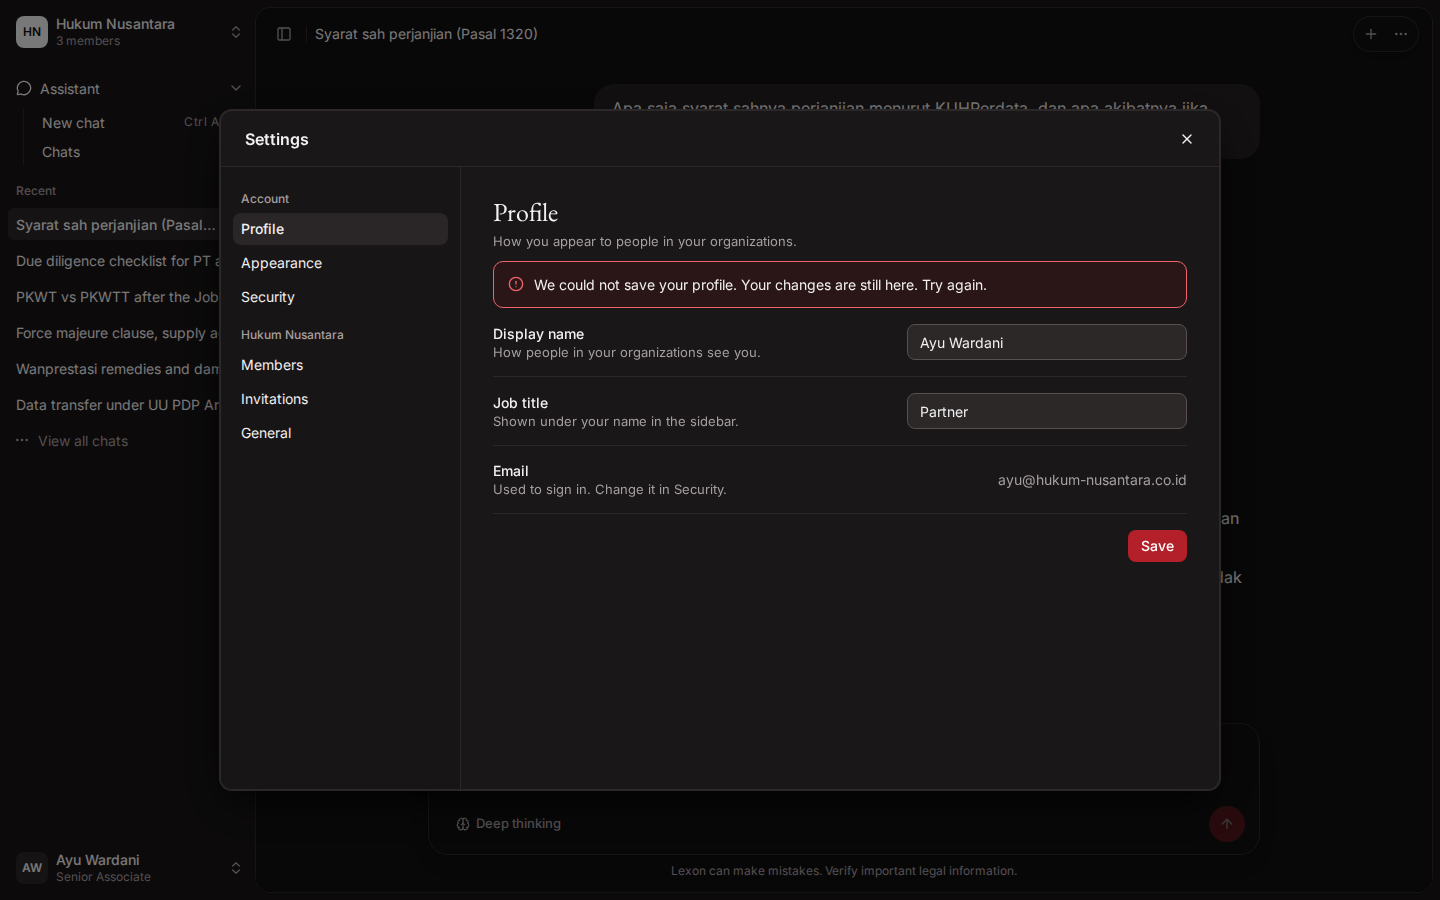 HN
Hukum Nusantara
3 members
Assistant
New chat
Ctrl A
Chats
Recent
Syarat sah perjanjian (Pasal...
Due diligence checklist for PT a
PKWT vs PKWTT after the Job
Force majeure clause, supply a
Wanprestasi remedies and dam
Data transfer under UU PDP Ar
View all chats
AW
Ayu Wardani
Senior Associate
Syarat sah perjanjian (Pasal 1320)
Apa saja syarat sahnya perjanjian menurut KUHPerdata, dan apa akibatnya jika
Settings
Account
Profile
Appearance
Security
Hukum Nusantara
Members
Invitations
General
Profile
How you appear to people in your organizations.
We could not save your profile. Your changes are still here. Try again.
Display name
How people in your organizations see you.
Ayu Wardani
Job title
Shown under your name in the sidebar.
Partner
Email
Used to sign in. Change it in Security.
ayu@hukum-nusantara.co.id
Save
an
lak
Deep thinking
Lexon can make mistakes. Verify important legal information.